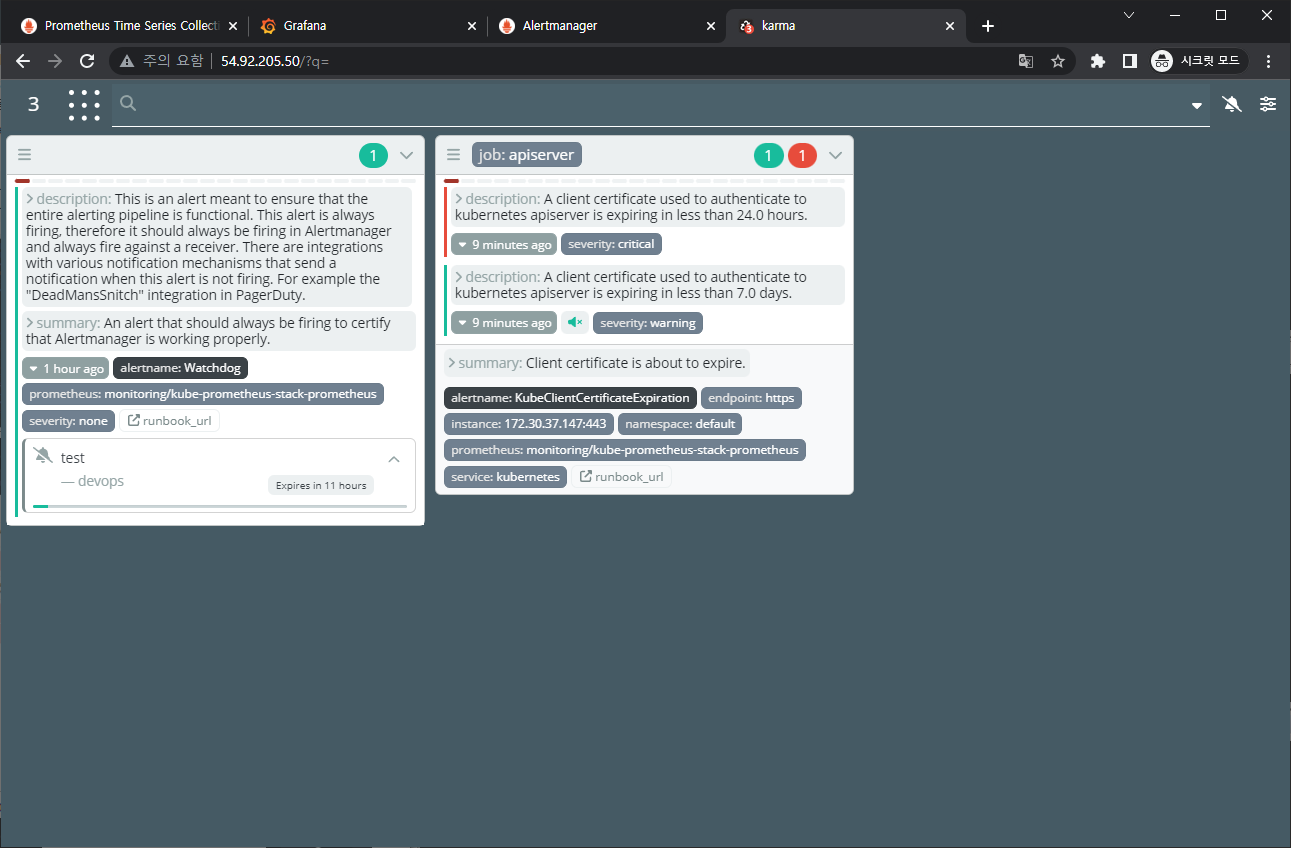 Prometheus Time Series Collecti
Grafana
Alertmanager
3
karma
주의 요함
54.92.205.50/?q=
시크릿 모드
3
1
description: This is an alert meant to ensure that the
entire alerting pipeline is functional. This alert is always
firing, therefore it should always be firing in Alertmanager
and always fire against a receiver. There are integrations
with various notification mechanisms that send a
notification when this alert is not firing. For example the
"DeadMansSnitch" integration in PagerDuty.
summary: An alert that should always be firing to certify
that Alertmanager is working properly.
1 hour ago
alertname: Watchdog
prometheus: monitoring/kube-prometheus-stack-prometheus
severity: none
runbook_url
test
— devops
Expires in 11 hours
job: apiserver
1
1
description: A client certificate used to authenticate to
kubernetes apiserver is expiring in less than 24.0 hours.
9 minutes ago
severity: critical
description: A client certificate used to authenticate to
kubernetes apiserver is expiring in less than 7.0 days.
9 minutes ago
severity: warning
summary: Client certificate is about to expire.
alertname: KubeClientCertificateExpiration
endpoint: https
instance: 172.30.37.147:443
namespace: default
prometheus: monitoring/kube-prometheus-stack-prometheus
service: kubernetes
runbook_url